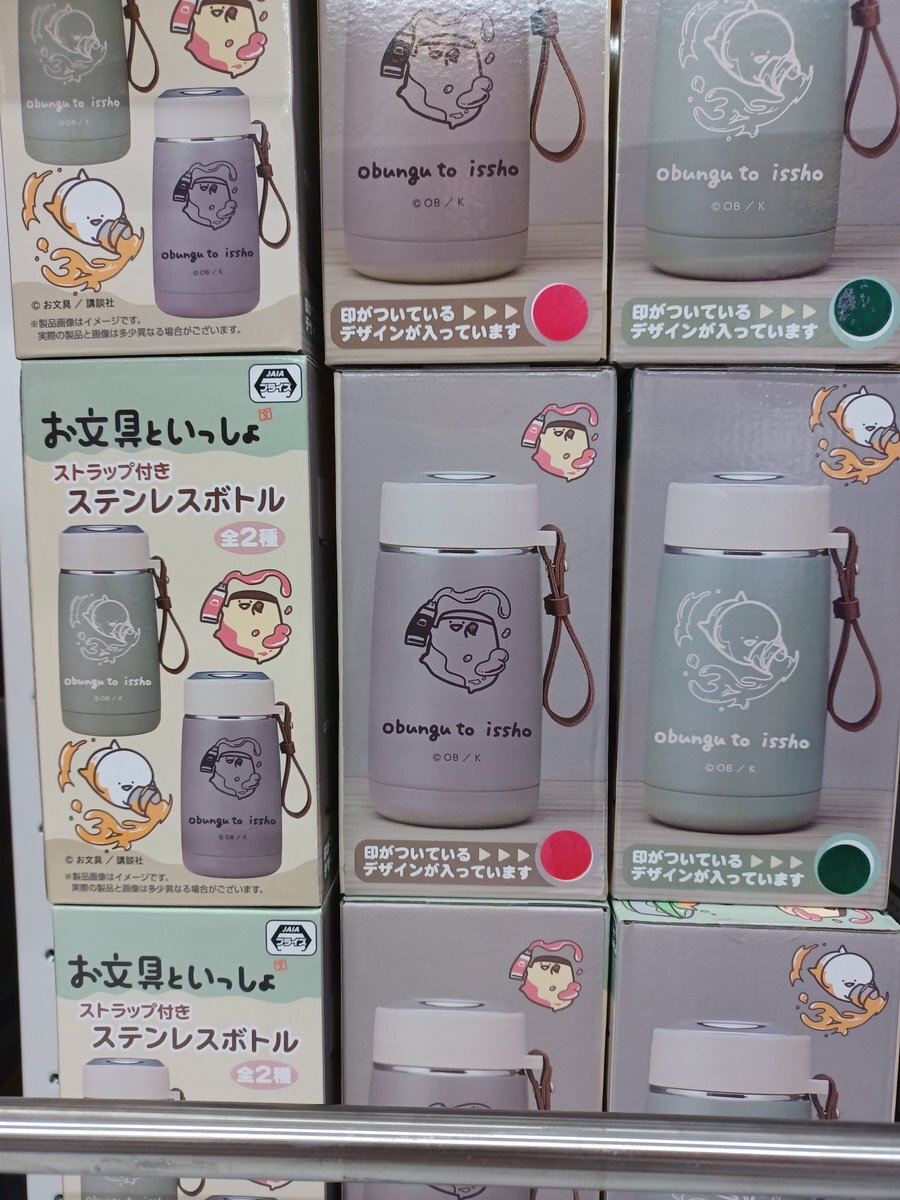 obungu to issho
©OB／K
obungu to issho
©OB／K
© お文具／講談社
※製品画像はイメージです。
実際の製品と画像は多少異なる場合がございます。
obungu to issho
©OB／K
印がついている
デザインが入っています
obungu to issho
©OB／K
印がついている
デザインが入っています
JAIA
プライズ
お文具といっしょ
文
ストラップ付き
ステンレスボトル
全2種
obungu to issho
©OB／K
obungu to issho
©OB／K
© お文具／講談社
※製品画像はイメージです。
実際の製品と画像は多少異なる場合がございます。
obungu to issho
©OB／K
印がついている
デザインが入っています
obungu to issho
©OB／K
印がついている
デザインが入っています
JAIA
プライズ
お文具といっしょ
文
ストラップ付き
ステンレスボトル
全2種